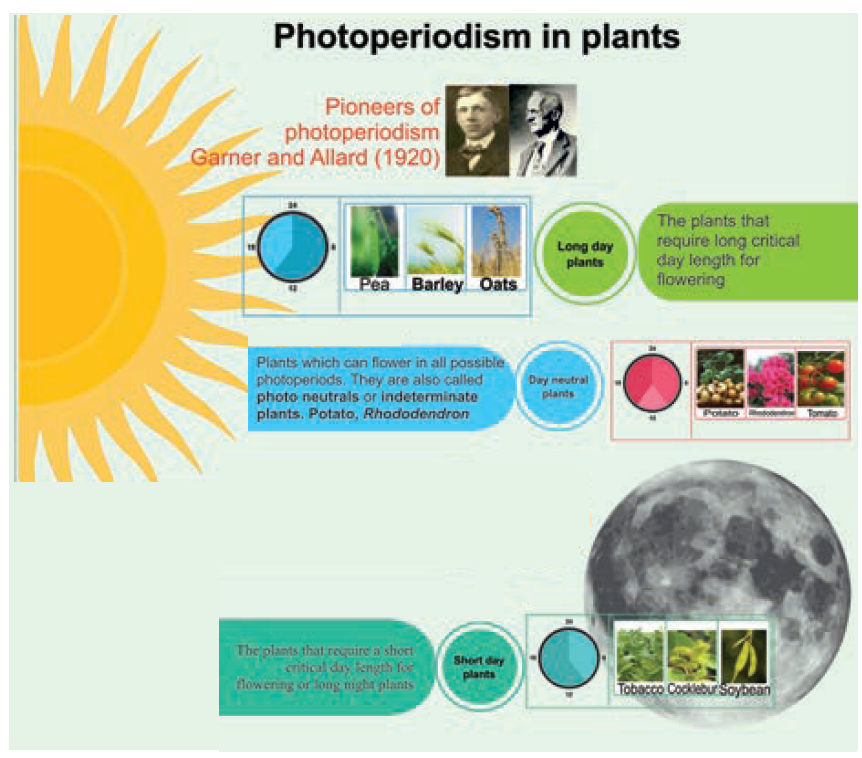 Photoperiodism in plants
Pioneers of
photoperiodism
Garner and Allard (1920)
24
18
6
12
Pea
Barley
Oats
Long day
plants
The plants that
require long critical
day length for
flowering
Plants which can flower in all possible
photoperiods. They are also called
photo neutrals or indeterminate
plants. Potato, Rhododendron
Day neutral
plants
24
18
6
12
Potato
Rhododendron
Tomato
The plants that require a short
critical day length for
flowering or long night plants
Short day
plants
24
18
6
12
Tobacco
Cocklebur
Soybean